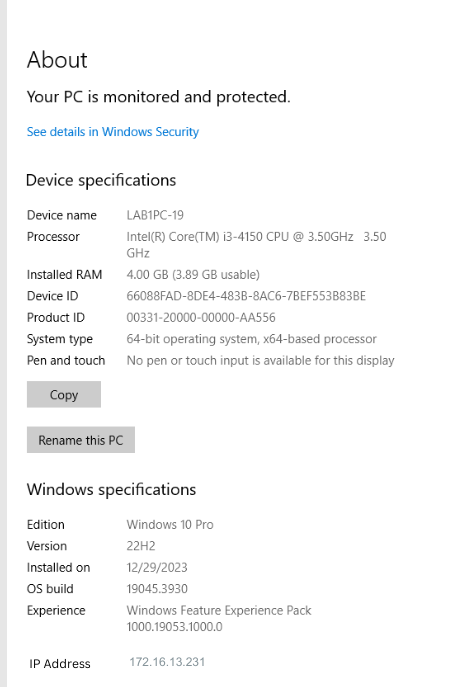 About
Your PC is monitored and protected.
See details in Windows Security
Device specifications
Device name LAB1PC-19
Processor Intel(R) Core(TM) i3-4150 CPU @ 3.50GHz 3.50
GHz
Installed RAM 4.00 GB (3.89 GB usable)
Device ID 66088FAD-8DE4-483B-8AC6-7BEF553B83BE
Product ID 00331-20000-00000-AA556
System type 64-bit operating system, x64-based processor
Pen and touch No pen or touch input is available for this display
Copy
Rename this PC
Windows specifications
Edition Windows 10 Pro
Version 22H2
Installed on 12/29/2023
OS build 19045.3930
Experience Windows Feature Experience Pack
1000.19053.1000.0
IP Address 172.16.13.231